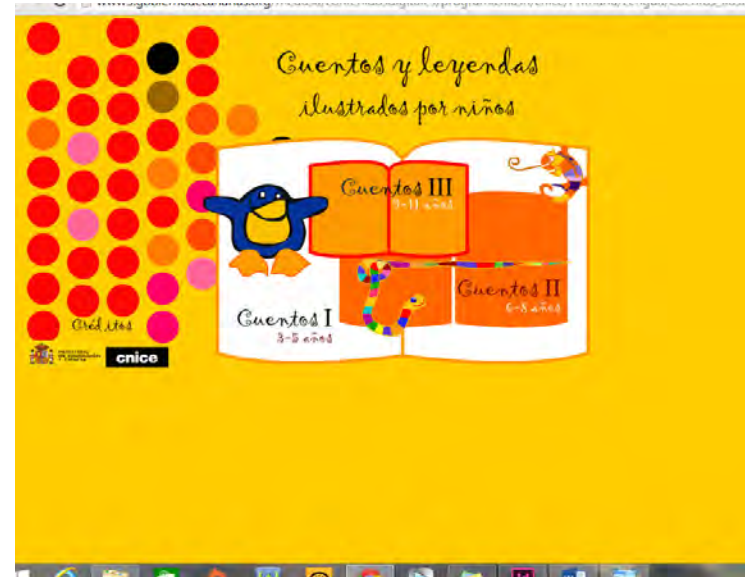 Cuentos y leyendas
ilustrados por niños
Cuentos III
9-11 años
Cuentos II
6-8 años
Cuentos I
3-5 años
Créditos
cnice